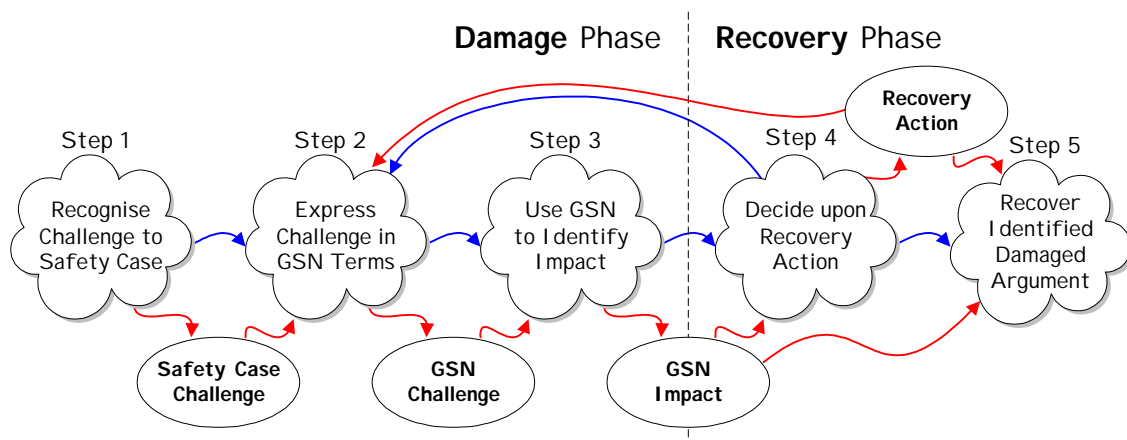 Damage Phase
Recovery Phase
Recovery
Action
Step 1
Step 2
Step 3
Step 4
Step 5
Recognise
Challenge to
Safety Case
Express
Challenge in
GSN Terms
Use GSN
to Identify
Impact
Decide upon
Recovery
Action
Recover
Identified
Damaged
Argument
Safety Case
Challenge
GSN
Challenge
GSN
Impact